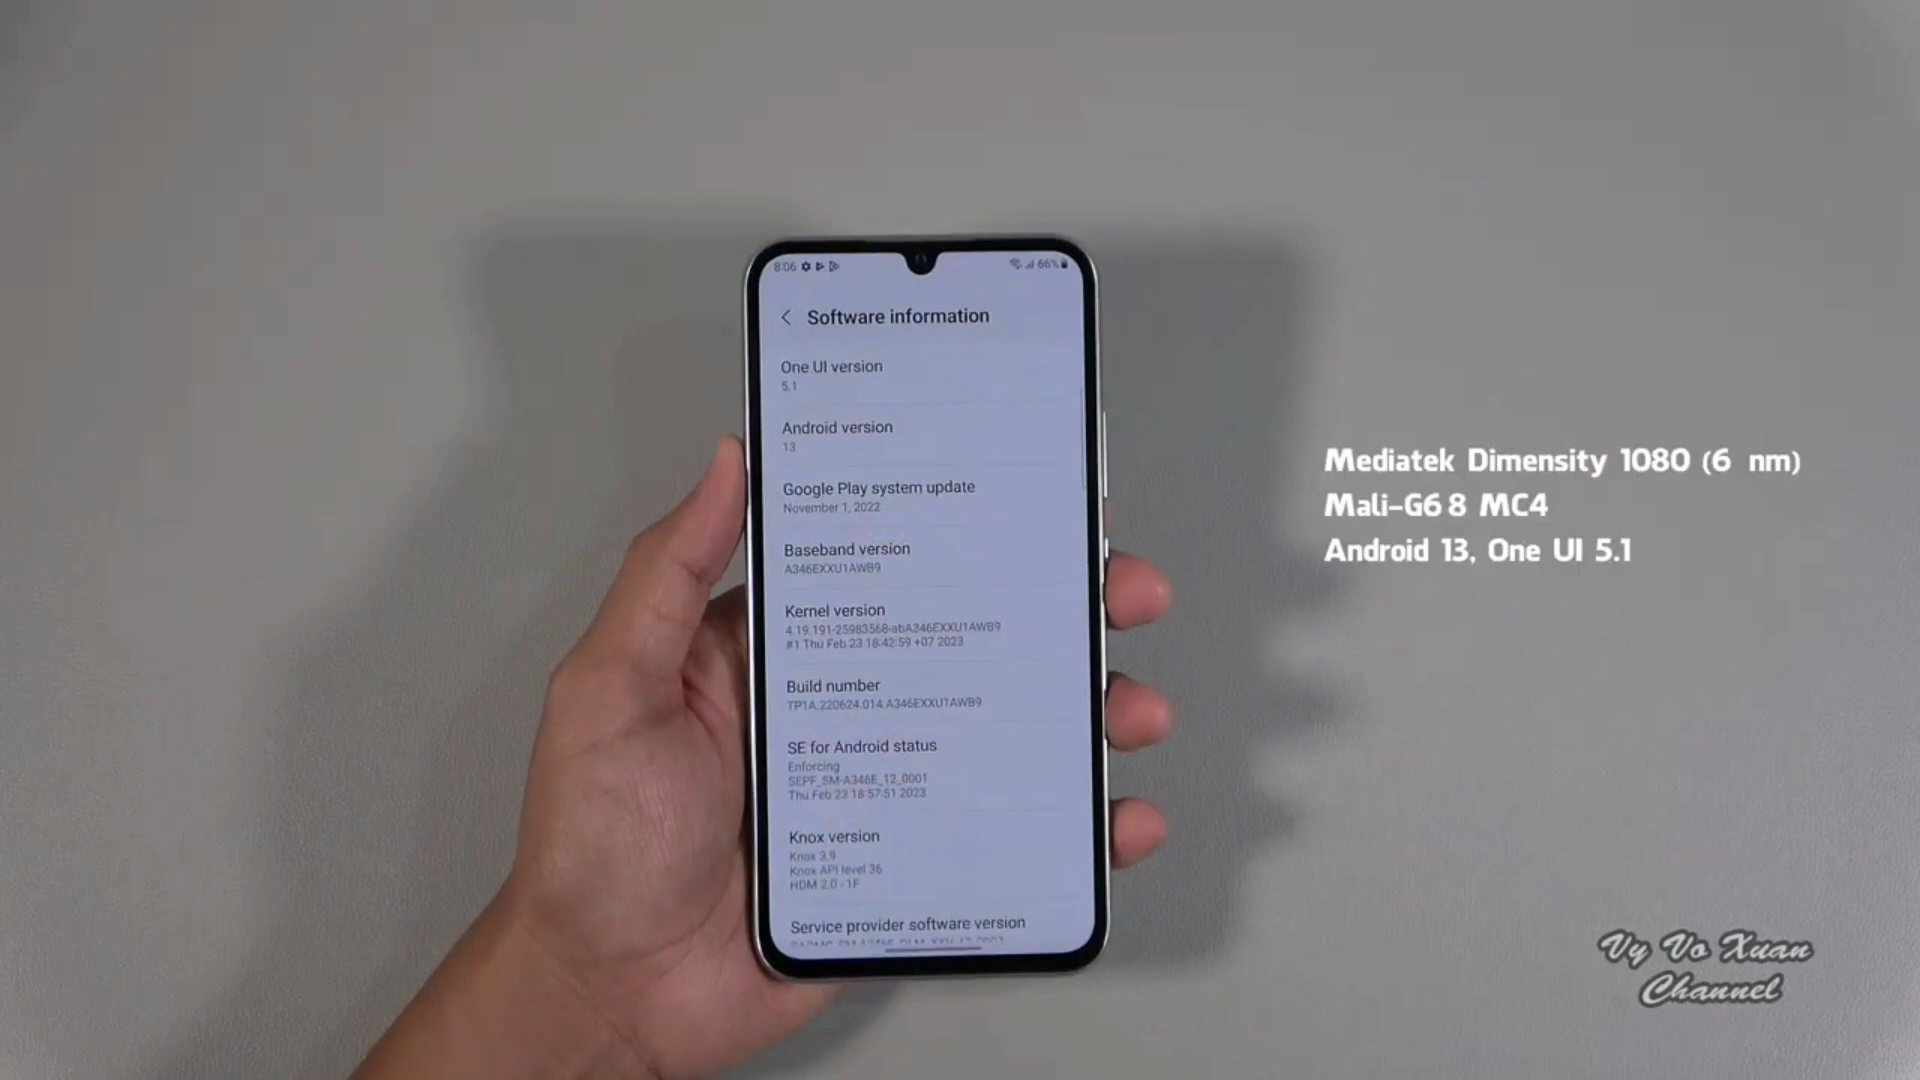 8:06
66%
Software information
One UI version
5.1
Android version
13
Google Play system update
November 1, 2022
Baseband version
A346EXXU1AWB9
Kernel version
4.19.191-25983568-abA346EXXU1AWB9
#1 Thu Feb 23 18:42:59 +07 2023
Build number
TP1A.220624.014.A346EXXU1AWB9
SE for Android status
Enforcing
SEPF_SM-A346E_12_0001
Thu Feb 23 18:57:51 2023
Knox version
Knox 3.9
Knox API level 36
HDM 2.0 - 1F
Service provider software version
Mediatek Dimensity 1080 (6 nm)
Mali-G68 MC4
Android 13, One UI 5.1
Vy Vo Xuan
Channel